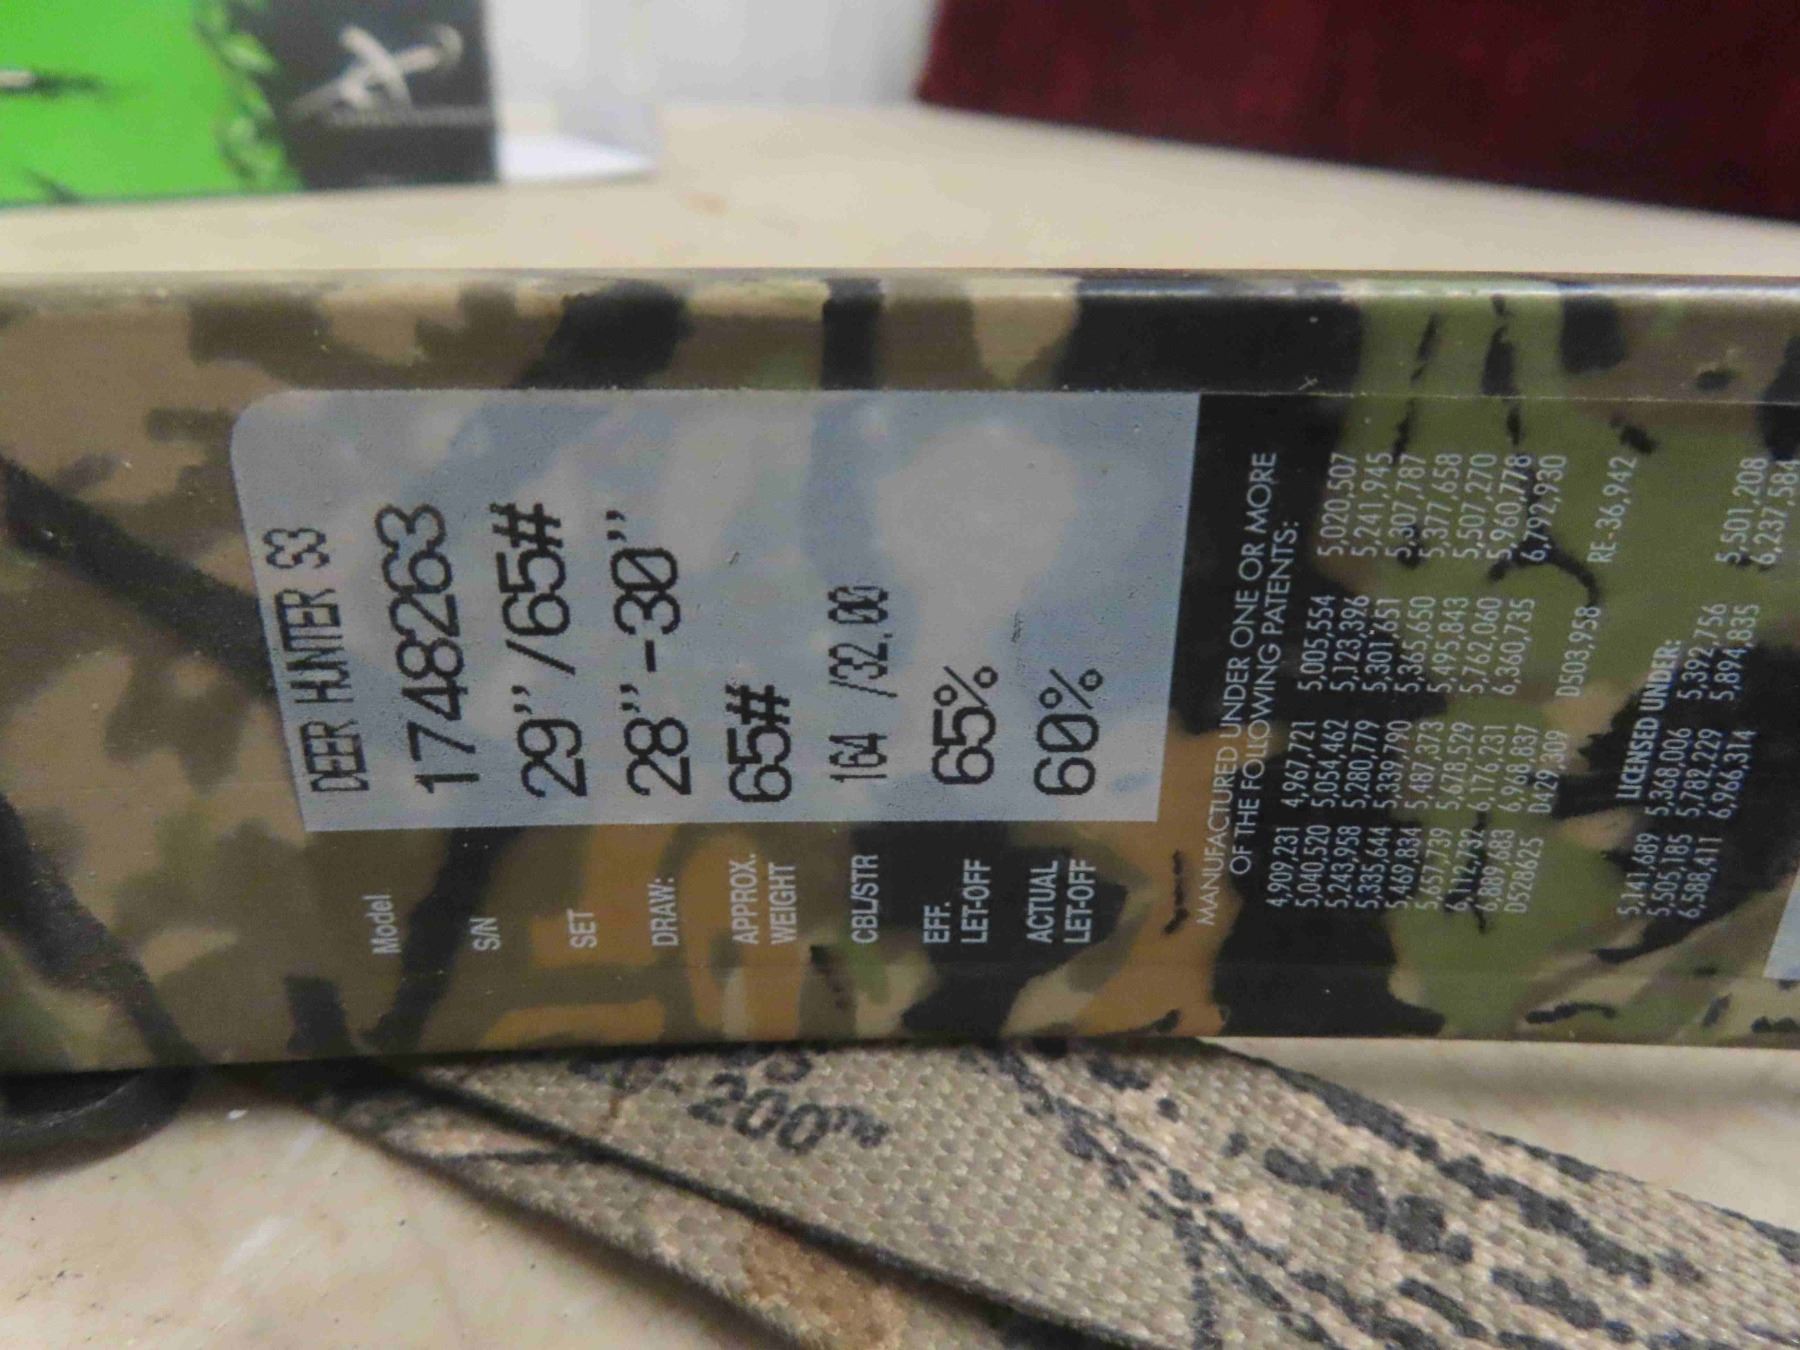 Model DEER HUNTER S3
S/N 1748263
SET 29"/65#
DRAW: 28"-30"
APPROX. WEIGHT 65#
CBL/STR 164 /32.00
EFF. LET-OFF 65%
ACTUAL LET-OFF 60%
MANUFACTURED UNDER ONE OR MORE
OF THE FOLLOWING PATENTS:
4,909,231 4,967,721 5,005,554 5,020,507
5,040,520 5,054,462 5,123,396 5,241,945
5,243,958 5,280,779 5,301,651 5,307,787
5,335,644 5,339,790 5,365,650 5,377,658
5,469,834 5,487,373 5,495,843 5,507,270
5,657,739 5,678,529 5,762,060 5,960,778
6,112,732 6,176,231 6,360,735 6,792,930
6,889,683 6,968,837
D528625 D429,309 D503,958 RE-36,942
LICENSED UNDER:
5,141,689 5,368,006 5,392,756 5,501,208
5,505,185 5,782,229 5,894,835 6,237,584
6,588,411 6,966,314
200